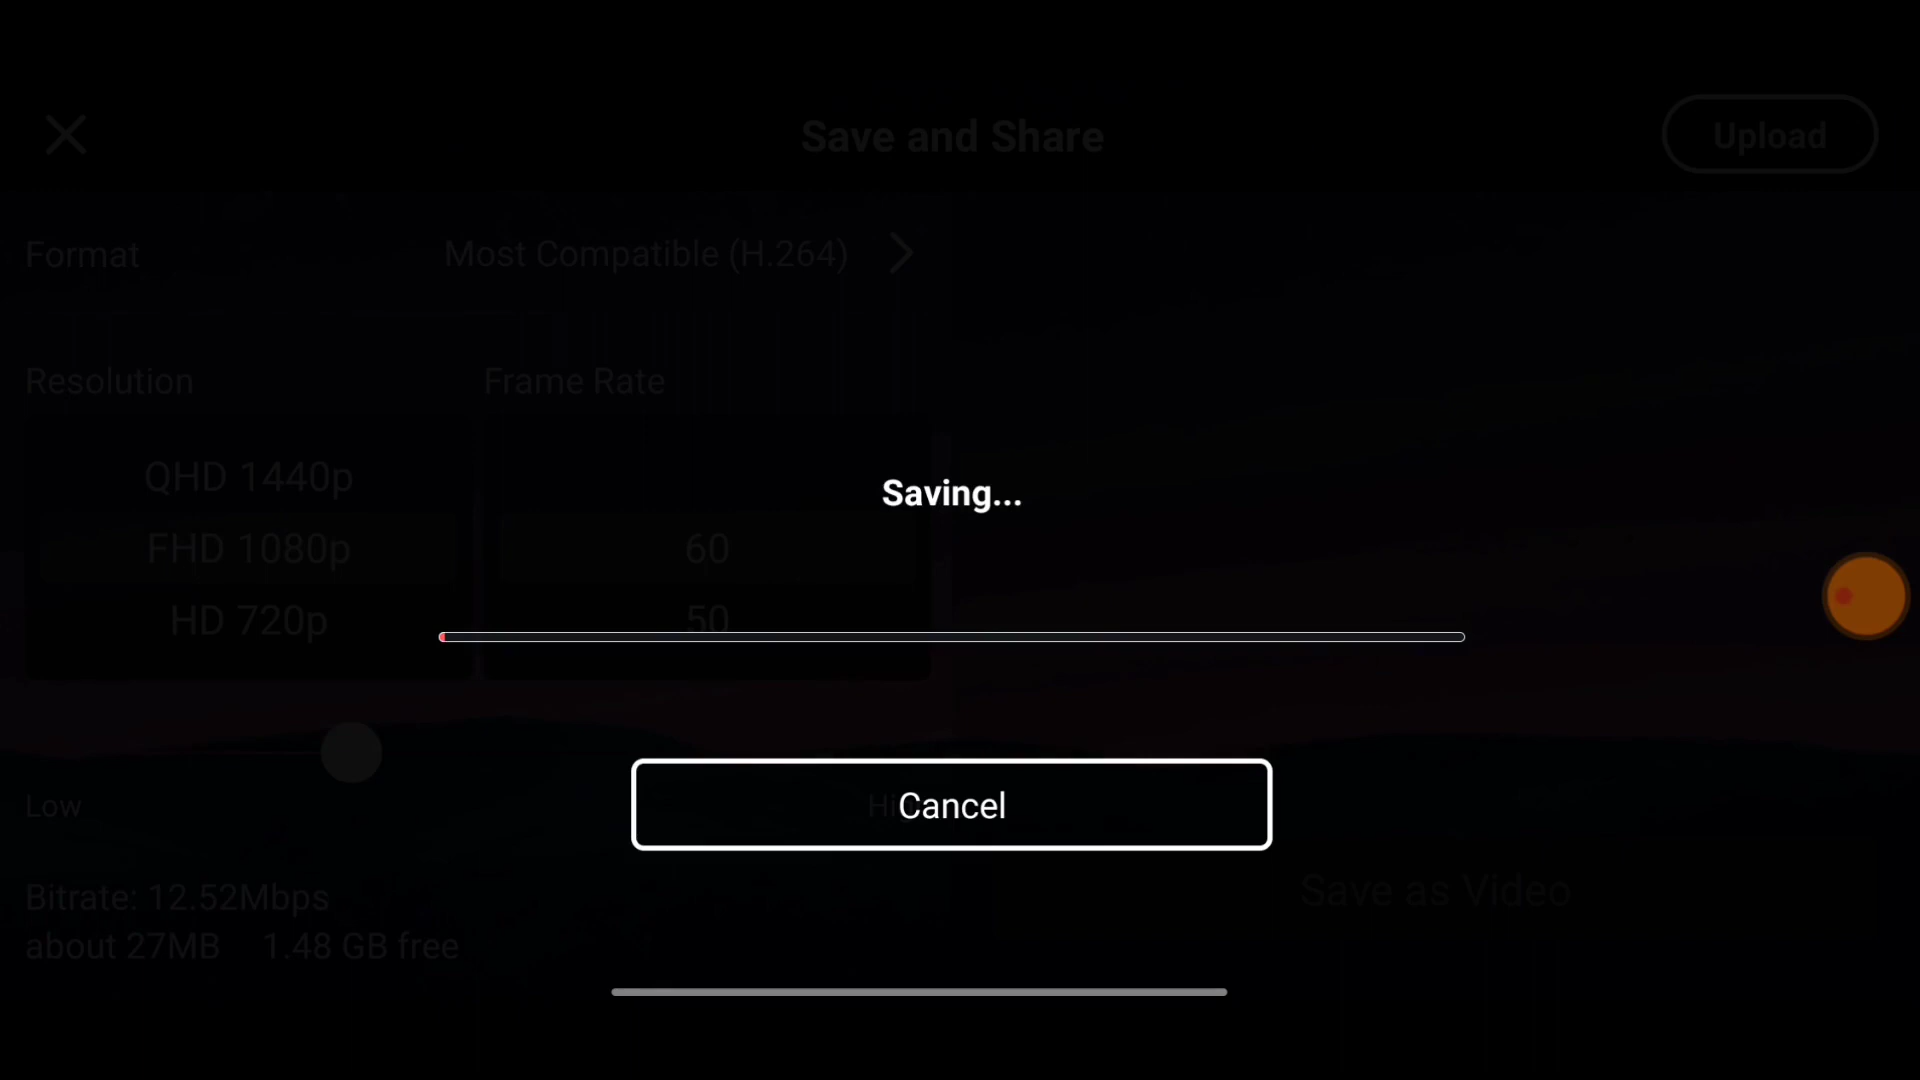 Save and Share
Upload
Format
Most Compatible (H.264)
Resolution
Frame Rate
QHD 1440p
FHD 1080p
HD 720p
60
50
Saving...
Low
Cancel
Bitrate: 12.52Mbps
about 27MB 1.48 GB free
Save as Video